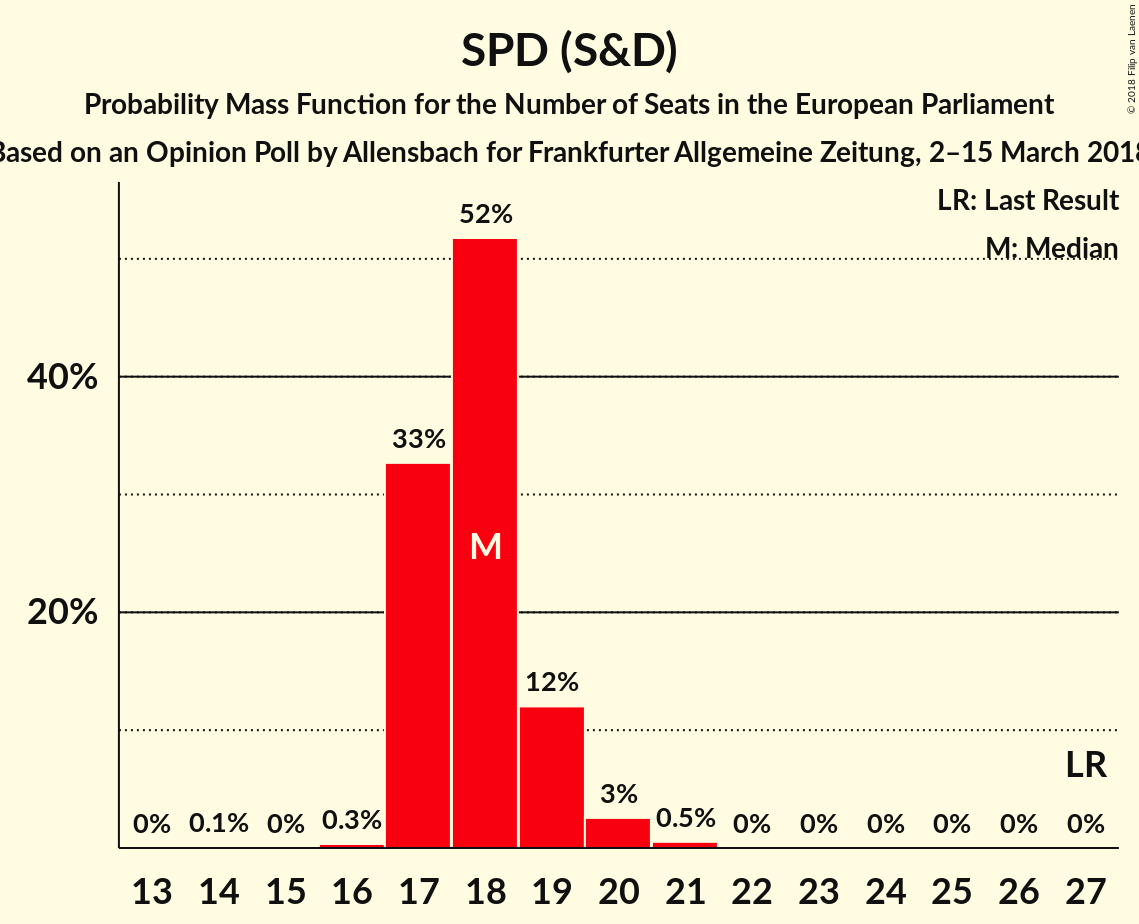 SPD (S&D)
Probability Mass Function for the Number of Seats in the European Parliament
Based on an Opinion Poll by Allensbach for Frankfurter Allgemeine Zeitung, 2–15 March 2018
© 2018 Filip van Laenen
LR: Last Result
M: Median
52%
40%
33%
M
20%
12%
LR
3%
0% 0.1% 0% 0.3% 0.5% 0% 0% 0% 0% 0% 0%
13 14 15 16 17 18 19 20 21 22 23 24 25 26 27